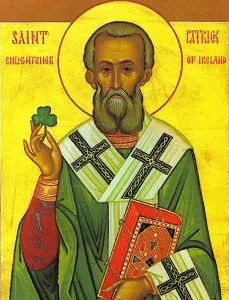 SAINT PATRICK
ENLIGHTENER OF IRELAND